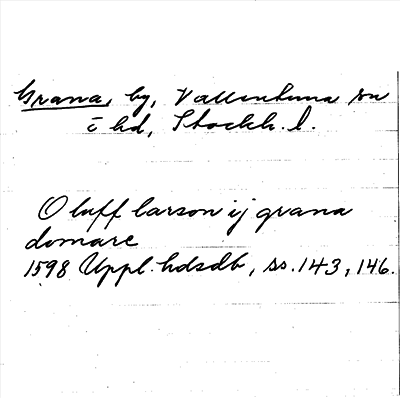 Grana, by, Vallentuna sn
o hd, Stockh. l.
Oluff larson ij grana
domare
1598 Uppl. hdsdb, ss. 143, 146.